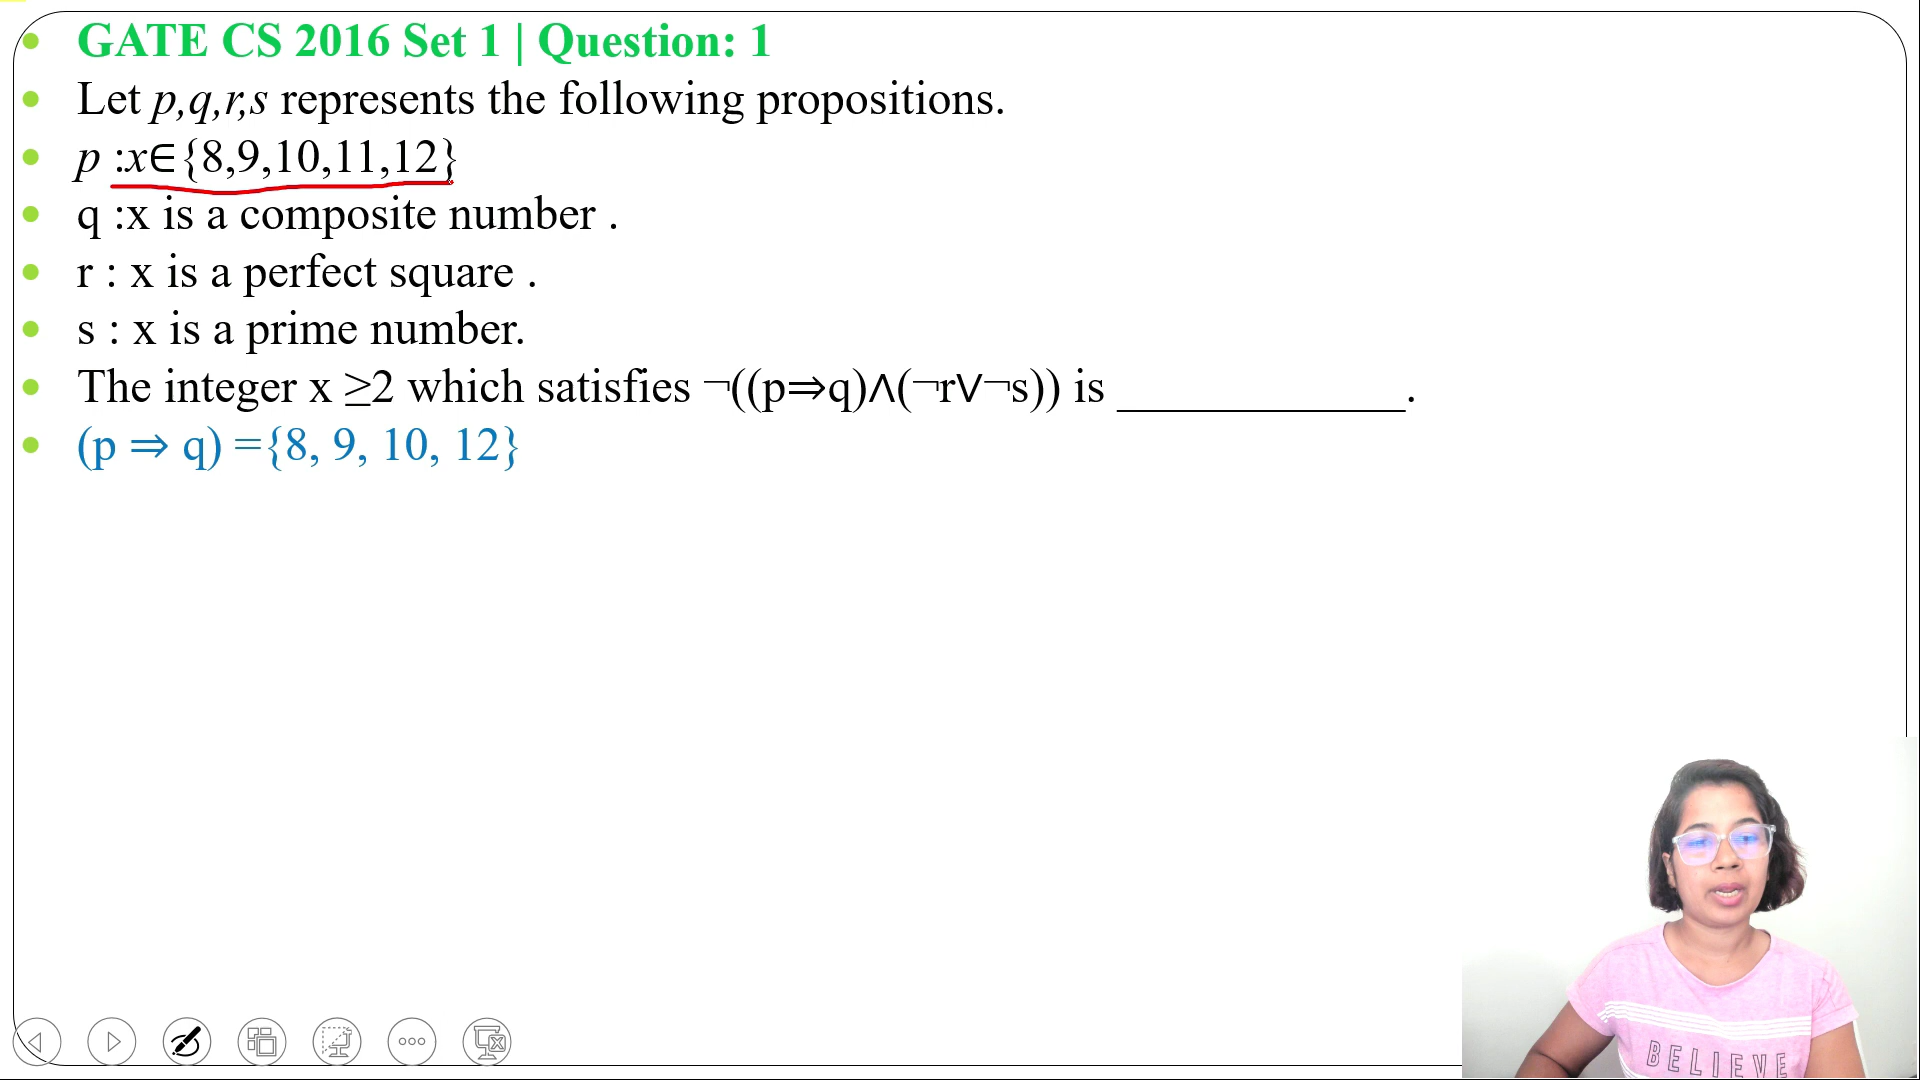 GATE CS 2016 Set 1 | Question: 1
Let p,q,r,s represents the following propositions.
p :x∈{8,9,10,11,12}
q :x is a composite number .
r : x is a perfect square .
s : x is a prime number.
The integer x ≥2 which satisfies ¬((p⇒q)∧(¬r∨¬s)) is ____________.
(p ⇒ q) ={8, 9, 10, 12}
BELIEVE